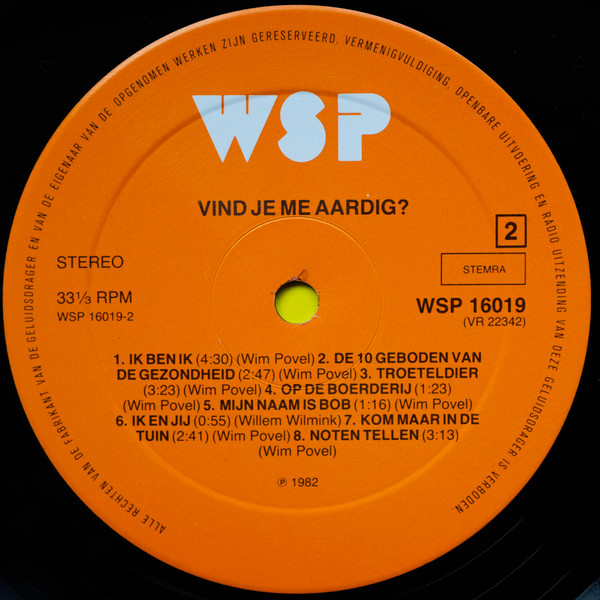 ALLE RECHTEN VAN DE FABRIKANT VAN DE GELUIDSDRAGER EN VAN DE EIGENAAR VAN DE OPGENOMEN WERKEN ZIJN GERESERVEERD. VERMENIGVULDIGING, OPENBARE UITVOERING EN RADIO UITZENDING VAN DEZE GELUIDSDRAGER IS VERBODEN.
WSP
VIND JE ME AARDIG?
2
STEREO
STEMRA
33⅓ RPM
WSP 16019
WSP 16019-2
(VR 22342)
1. IK BEN IK (4:30) (Wim Povel) 2. DE 10 GEBODEN VAN
DE GEZONDHEID (2:47) (Wim Povel) 3. TROETELDIER
(3:23) (Wim Povel) 4. OP DE BOERDERIJ (1:23)
(Wim Povel) 5. MIJN NAAM IS BOB (1:16) (Wim Povel)
6. IK EN JIJ (0:55) (Willem Wilmink) 7. KOM MAAR IN DE
TUIN (2:41) (Wim Povel) 8. NOTEN TELLEN (3:13)
(Wim Povel)
℗ 1982